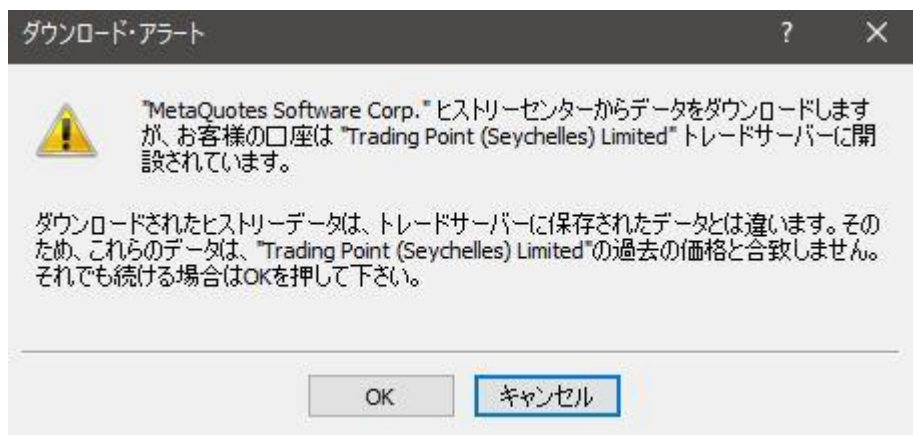 ダウンロード・アラート
"MetaQuotes Software Corp." ヒストリーセンターからデータをダウンロードします
が、お客様の口座は "Trading Point (Seychelles) Limited" トレードサーバーに開
設されています。
ダウンロードされたヒストリーデータは、トレードサーバーに保存されたデータとは違います。その
ため、これらのデータは、"Trading Point (Seychelles) Limited"の過去の価格と合致しません。
それでも続ける場合はOKを押して下さい。
OK
キャンセル